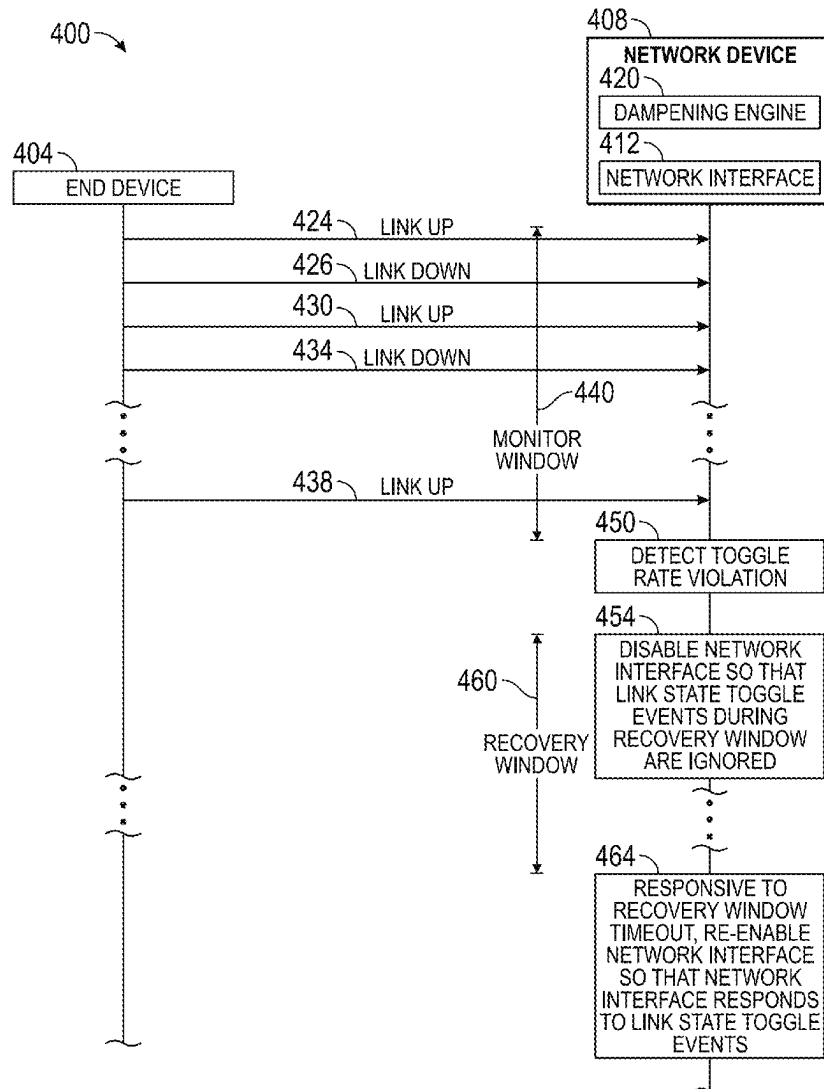 400
408
NETWORK DEVICE
420
DAMPENING ENGINE
412
NETWORK INTERFACE
404
END DEVICE
424 LINK UP
426 LINK DOWN
430 LINK UP
434 LINK DOWN
440
MONITOR
WINDOW
438 LINK UP
450
DETECT TOGGLE
RATE VIOLATION
454
DISABLE NETWORK
INTERFACE SO THAT
LINK STATE TOGGLE
EVENTS DURING
RECOVERY WINDOW
ARE IGNORED
460
RECOVERY
WINDOW
464
RESPONSIVE TO
RECOVERY WINDOW
TIMEOUT, RE-ENABLE
NETWORK INTERFACE
SO THAT NETWORK
INTERFACE RESPONDS
TO LINK STATE TOGGLE
EVENTS